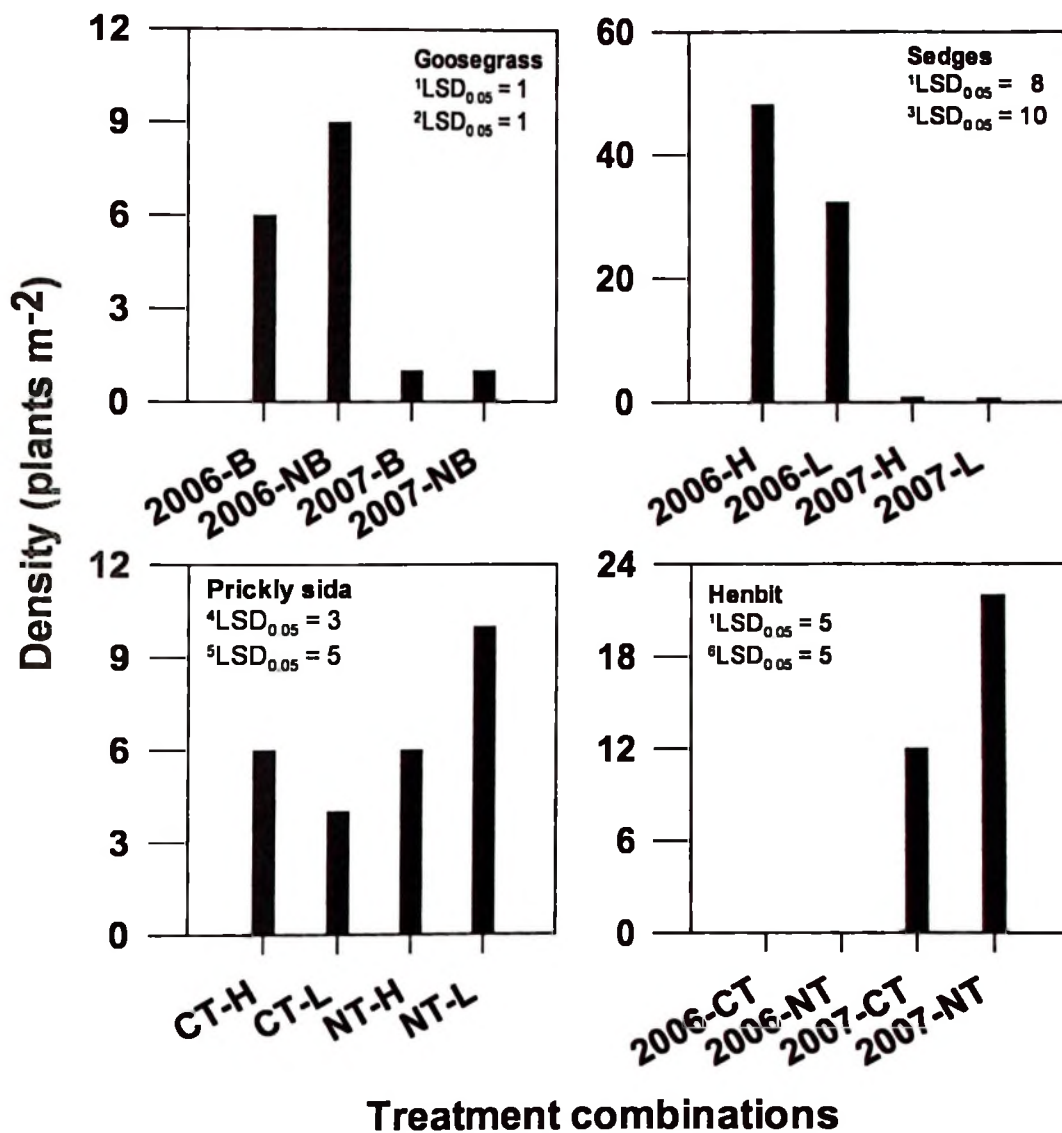 Density (plants m⁻²)
12
9
6
3
0
Goosegrass
¹LSD₀.₀₅ = 1
²LSD₀.₀₅ = 1
2006-B
2006-NB
2007-B
2007-NB
60
40
20
0
Sedges
¹LSD₀.₀₅ = 8
³LSD₀.₀₅ = 10
2006-H
2006-L
2007-H
2007-L
12
9
6
3
0
Prickly sida
⁴LSD₀.₀₅ = 3
⁵LSD₀.₀₅ = 5
CT-H
CT-L
NT-H
NT-L
24
18
12
6
0
Henbit
¹LSD₀.₀₅ = 5
⁶LSD₀.₀₅ = 5
2006-CT
2006-NT
2007-CT
2007-NT
Treatment combinations